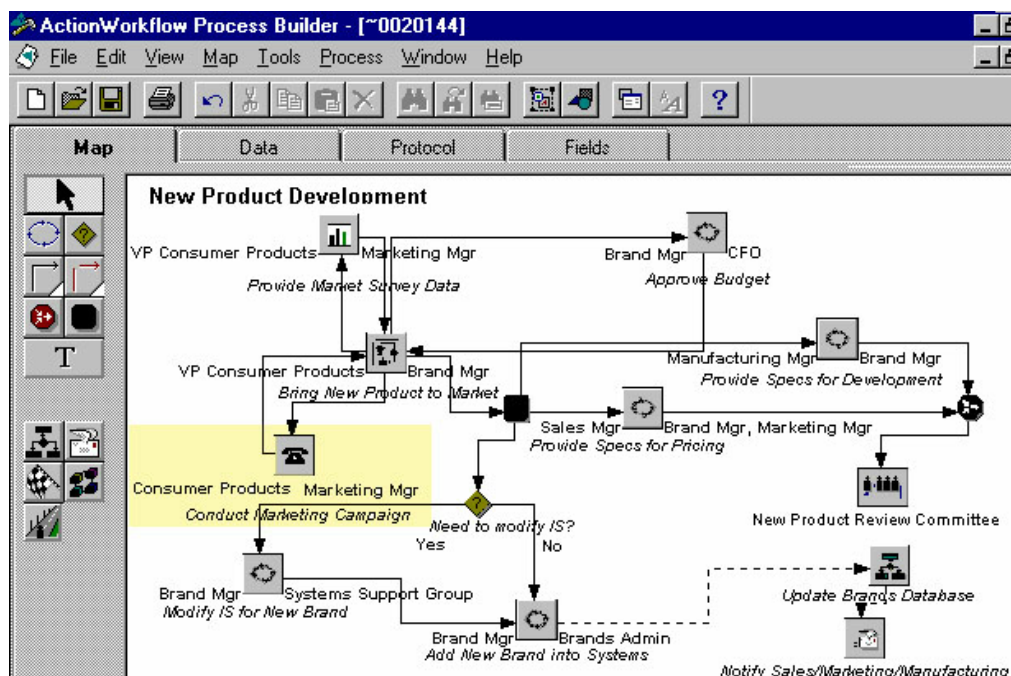 ActionWorkflow Process Builder - [~0020144]
File Edit View Map Tools Process Window Help
Map Data Protocol Fields
New Product Development
VP Consumer Products Marketing Mgr
Provide Market Survey Data
Brand Mgr CFO
Approve Budget
VP Consumer Products Brand Mgr
Bring New Product to Market
Manufacturing Mgr Brand Mgr
Provide Specs for Development
Sales Mgr Brand Mgr, Marketing Mgr
Provide Specs for Pricing
Consumer Products Marketing Mgr
Conduct Marketing Campaign
Need to modify IS?
Yes No
New Product Review Committee
Brand Mgr Systems Support Group
Modify IS for New Brand
Update Brands Database
Brand Mgr Brands Admin
Add New Brand into Systems
Notify Sales/Marketing/Manufacturing
T